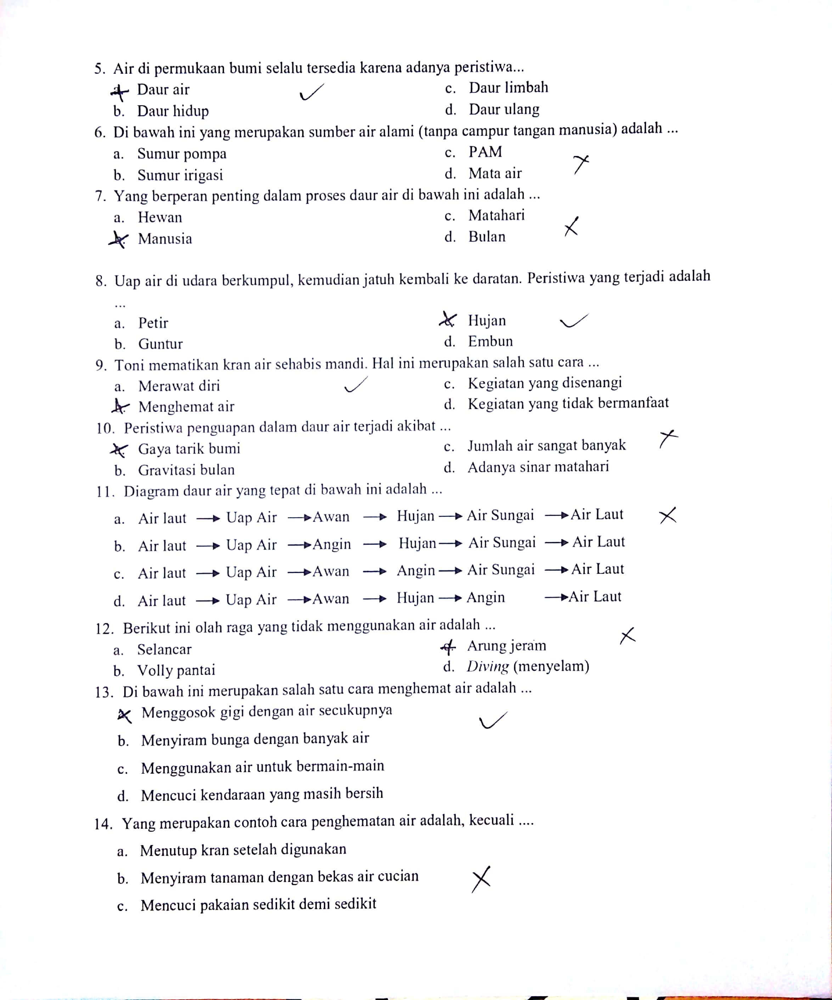 5. Air di permukaan bumi selalu tersedia karena adanya peristiwa...
a. Daur air
c. Daur limbah
b. Daur hidup
d. Daur ulang
6. Di bawah ini yang merupakan sumber air alami (tanpa campur tangan manusia) adalah ...
a. Sumur pompa
c. PAM
b. Sumur irigasi
d. Mata air
7. Yang berperan penting dalam proses daur air di bawah ini adalah ...
a. Hewan
c. Matahari
b. Manusia
d. Bulan
8. Uap air di udara berkumpul, kemudian jatuh kembali ke daratan. Peristiwa yang terjadi adalah
...
a. Petir
c. Hujan
b. Guntur
d. Embun
9. Toni mematikan kran air sehabis mandi. Hal ini merupakan salah satu cara ...
a. Merawat diri
c. Kegiatan yang disenangi
b. Menghemat air
d. Kegiatan yang tidak bermanfaat
10. Peristiwa penguapan dalam daur air terjadi akibat ...
a. Gaya tarik bumi
c. Jumlah air sangat banyak
b. Gravitasi bulan
d. Adanya sinar matahari
11. Diagram daur air yang tepat di bawah ini adalah ...
a. Air laut → Uap Air → Awan → Hujan → Air Sungai → Air Laut
b. Air laut → Uap Air → Angin → Hujan → Air Sungai → Air Laut
c. Air laut → Uap Air → Awan → Angin → Air Sungai → Air Laut
d. Air laut → Uap Air → Awan → Hujan → Angin → Air Laut
12. Berikut ini olah raga yang tidak menggunakan air adalah ...
a. Selancar
c. Arung jeram
b. Volly pantai
d. Diving (menyelam)
13. Di bawah ini merupakan salah satu cara menghemat air adalah ...
a. Menggosok gigi dengan air secukupnya
b. Menyiram bunga dengan banyak air
c. Menggunakan air untuk bermain-main
d. Mencuci kendaraan yang masih bersih
14. Yang merupakan contoh cara penghematan air adalah, kecuali ....
a. Menutup kran setelah digunakan
b. Menyiram tanaman dengan bekas air cucian
c. Mencuci pakaian sedikit demi sedikit